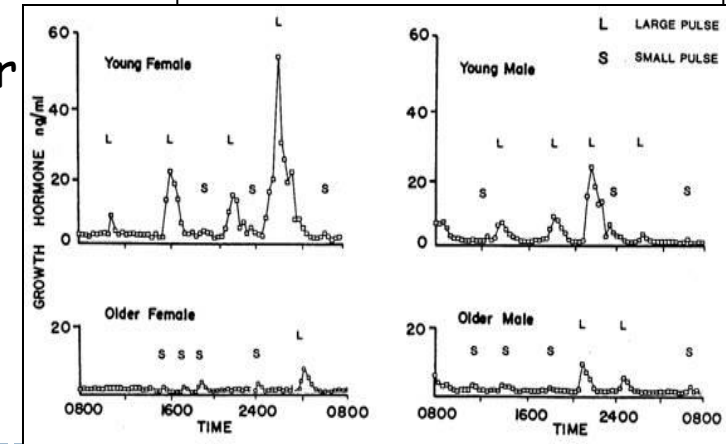 r
L
L LARGE PULSE
S SMALL PULSE
60
40
20
0
Young Female
L L L
S S S
60
40
20
0
Young Male
L L L L
S S S
GROWTH HORMONE ng/ml
20
Older Female
S S S S L
0800 1600 2400 0800
TIME
20
Older Male
S S S L L S
0800 1600 2400 0800
TIME